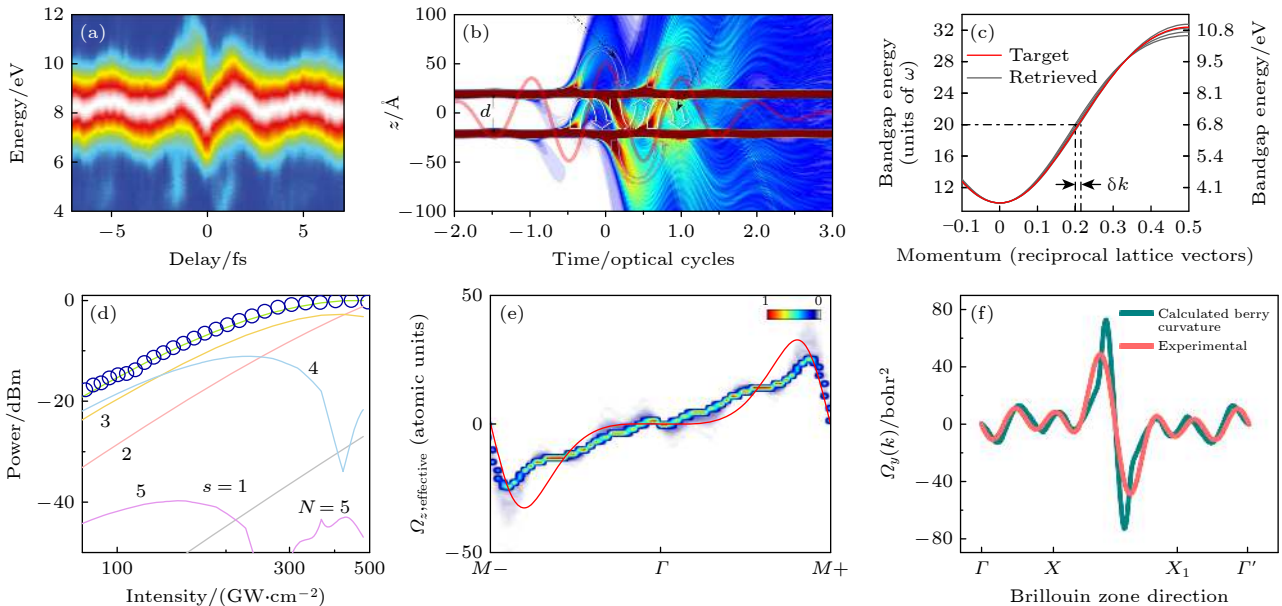 (a)
Energy/eV
12
10
8
6
4
−5
0
5
Delay/fs
(b)
z/Å
100
50
0
−50
−100
d
−2.0
−1.0
0
1.0
2.0
3.0
Time/optical cycles
(c)
Bandgap energy
(units of ω)
32
28
24
20
16
12
Target
Retrieved
δk
10.8
9.5
8.1
6.8
5.4
4.1
Bandgap energy/eV
−0.1
0
0.1
0.2
0.3
0.4
0.5
Momentum (reciprocal lattice vectors)
(d)
Power/dBm
0
−20
−40
4
3
2
5
s=1
N=5
100
300
500
Intensity/(GW·cm−2)
(e)
Ωz,effective (atomic units)
50
0
−50
1
0
M−
Γ
M+
(f)
Ωy(k)/bohr2
80
40
0
−40
−80
Calculated berry
curvature
Experimental
Γ
X
X1
Γ′
Brillouin zone direction